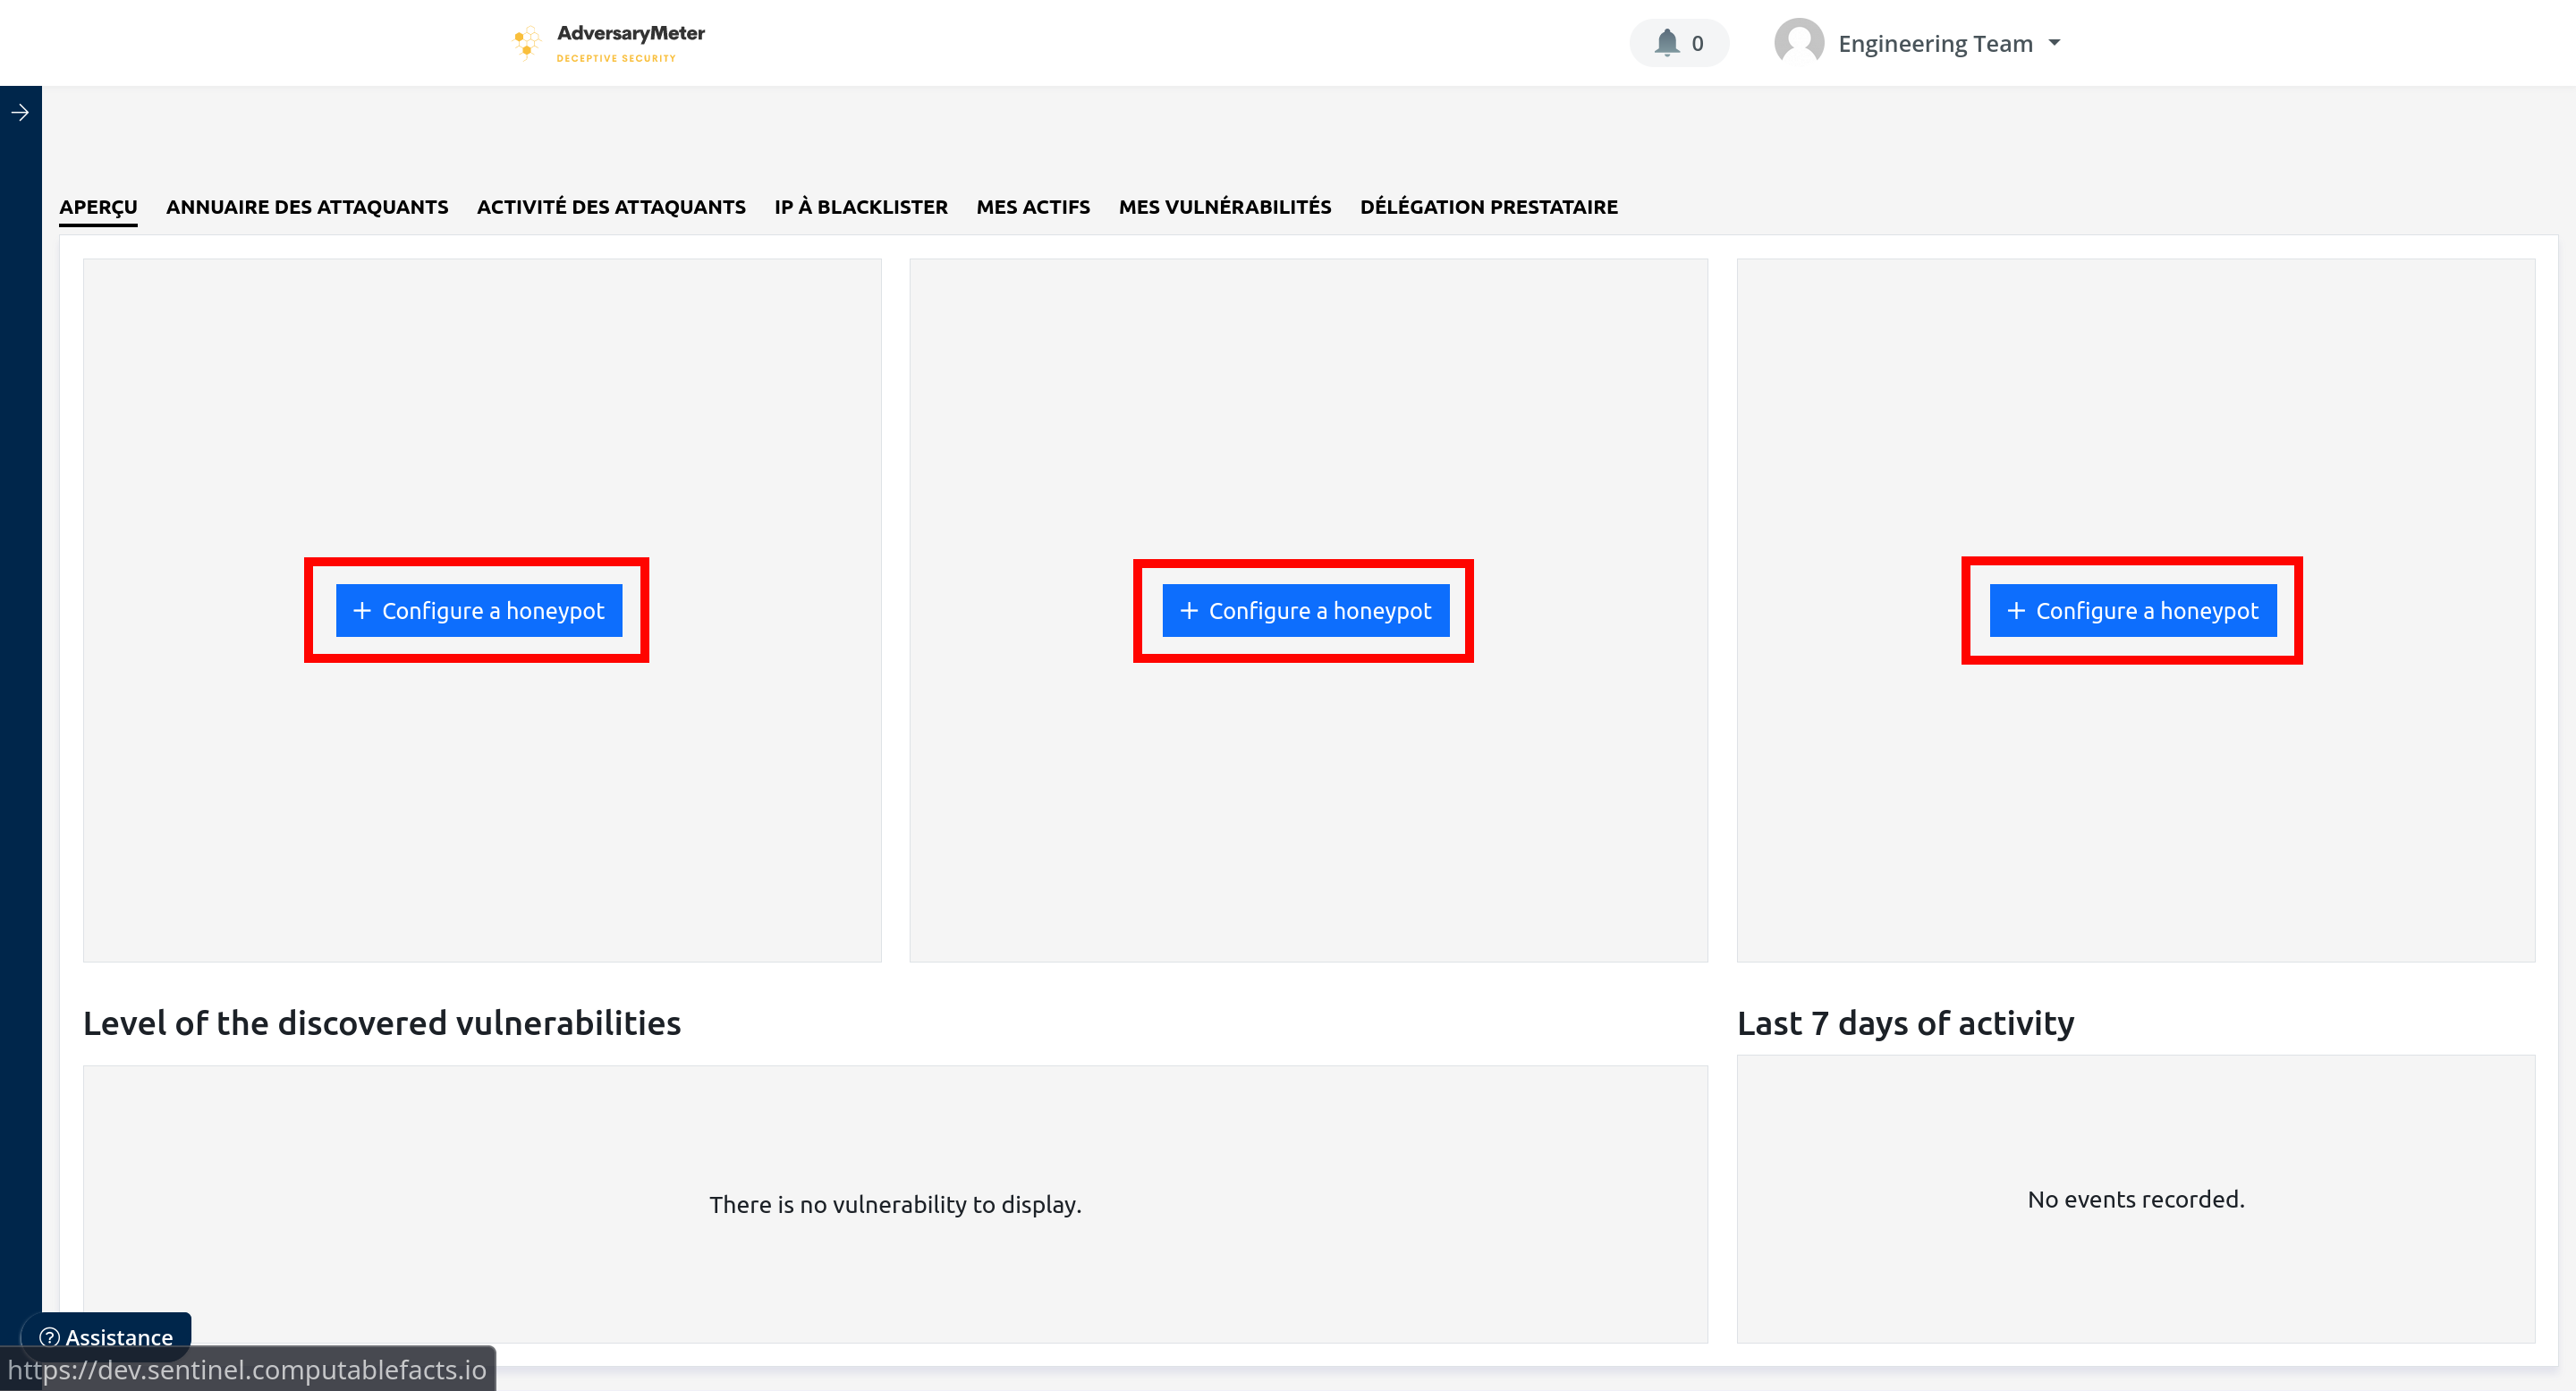 AdversaryMeter
DECEPTIVE SECURITY
0
Engineering Team
APERÇU ANNUAIRE DES ATTAQUANTS ACTIVITÉ DES ATTAQUANTS IP À BLACKLISTER MES ACTIFS MES VULNÉRABILITÉS DÉLÉGATION PRESTATAIRE
+ Configure a honeypot
+ Configure a honeypot
+ Configure a honeypot
Level of the discovered vulnerabilities
Last 7 days of activity
There is no vulnerability to display.
No events recorded.
? Assistance
https://dev.sentinel.computablefacts.io